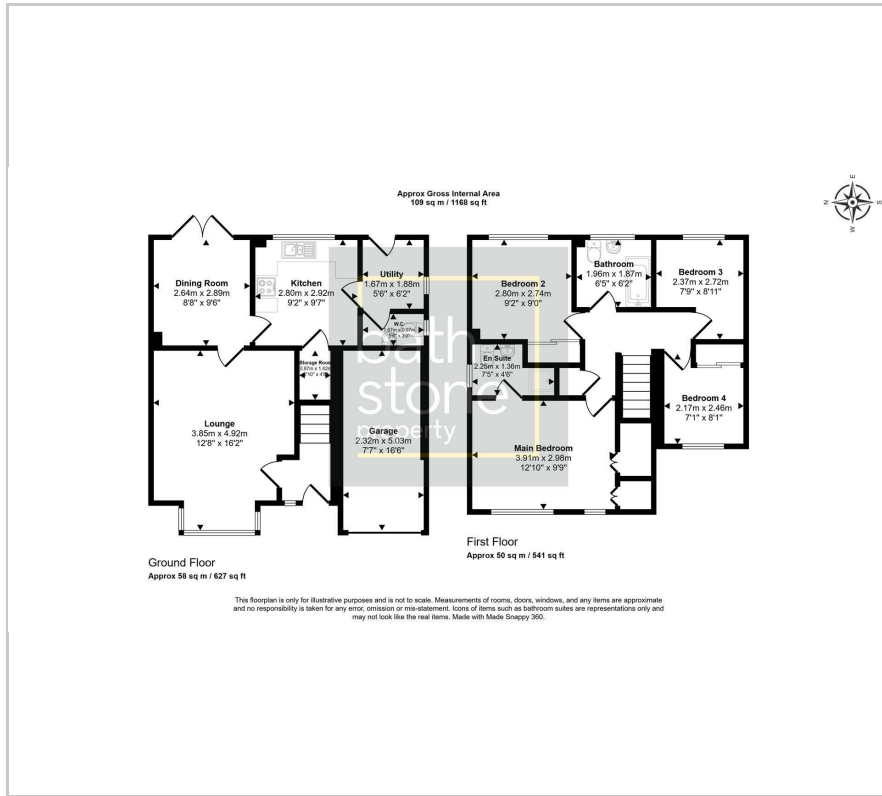 Approx Gross Internal Area
109 sq m / 1168 sq ft
N
E
S
W
Dining Room
2.64m x 2.89m
8'8" x 9'6"
Kitchen
2.80m x 2.92m
9'2" x 9'7"
Utility
1.67m x 1.88m
5'6" x 6'2"
W.C.
Storage Room
Lounge
3.85m x 4.92m
12'8" x 16'2"
Garage
2.32m x 5.03m
7'7" x 16'6"
Bedroom 2
2.80m x 2.74m
9'2" x 9'0"
Bathroom
1.96m x 1.87m
6'5" x 6'2"
Bedroom 3
2.37m x 2.72m
7'9" x 8'11"
En Suite
2.25m x 1.36m
7'5" x 4'6"
Main Bedroom
3.91m x 2.98m
12'10" x 9'9"
Bedroom 4
2.17m x 2.46m
7'1" x 8'1"
bath
stone
property
Ground Floor
Approx 58 sq m / 627 sq ft
First Floor
Approx 50 sq m / 541 sq ft
This floorplan is only for illustrative purposes and is not to scale. Measurements of rooms, doors, windows, and any items are approximate
and no responsibility is taken for any error, omission or mis-statement. Icons of items such as bathroom suites are representations only and
may not look like the real items. Made with Made Snappy 360.